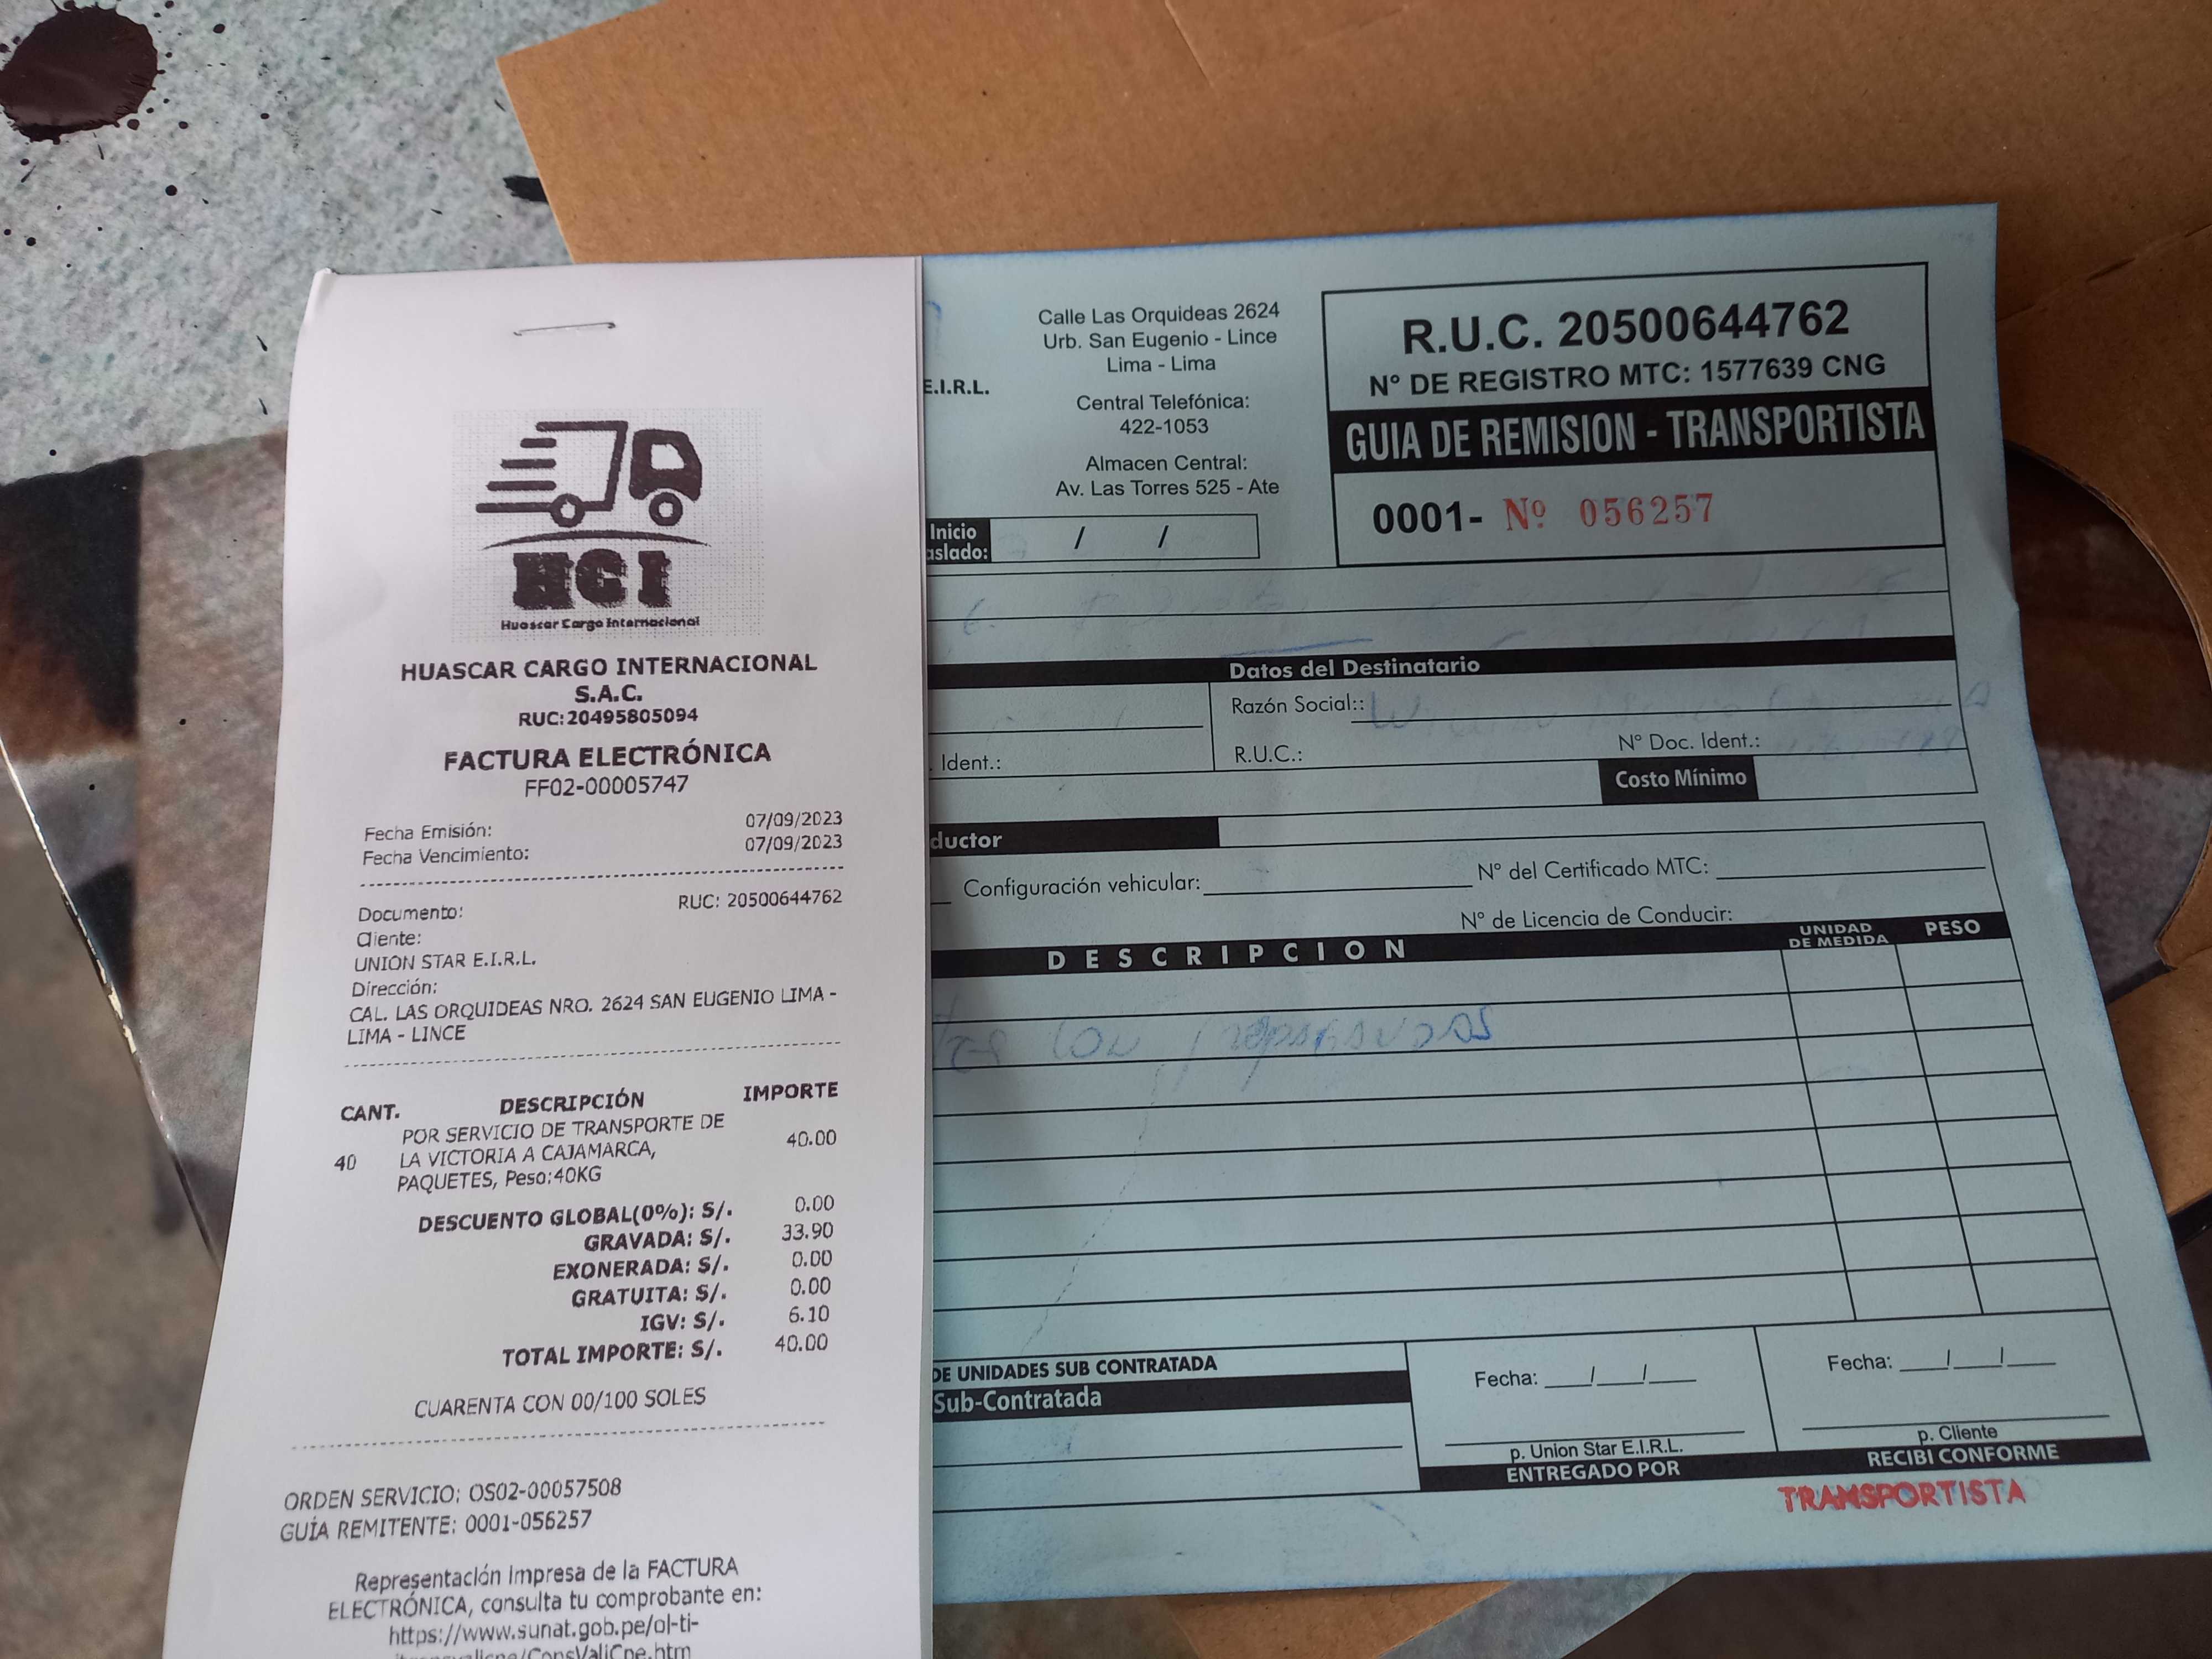 HCI
Huascar Cargo Internacional
HUASCAR CARGO INTERNACIONAL
S.A.C.
RUC:20495805094
FACTURA ELECTRÓNICA
FF02-00005747
Fecha Emisión: 07/09/2023
Fecha Vencimiento: 07/09/2023
Documento: RUC: 20500644762
Cliente:
UNION STAR E.I.R.L.
Dirección:
CAL. LAS ORQUIDEAS NRO. 2624 SAN EUGENIO LIMA -
LIMA - LINCE
CANT. DESCRIPCIÓN IMPORTE
POR SERVICIO DE TRANSPORTE DE
40 LA VICTORIA A CAJAMARCA, 40.00
PAQUETES, Peso:40KG
DESCUENTO GLOBAL(0%): S/. 0.00
GRAVADA: S/. 33.90
EXONERADA: S/. 0.00
GRATUITA: S/. 0.00
IGV: S/. 6.10
TOTAL IMPORTE: S/. 40.00
CUARENTA CON 00/100 SOLES
ORDEN SERVICIO: OS02-00057508
GUÍA REMITENTE: 0001-056257
Representación Impresa de la FACTURA
ELECTRÓNICA, consulta tu comprobante en:
https://www.sunat.gob.pe/ol-ti-
itconsvalicpe/ConsValiCpe.htm
E.I.R.L.
Calle Las Orquideas 2624
Urb. San Eugenio - Lince
Lima - Lima
Central Telefónica:
422-1053
Almacen Central:
Av. Las Torres 525 - Ate
R.U.C. 20500644762
N° DE REGISTRO MTC: 1577639 CNG
GUIA DE REMISION - TRANSPORTISTA
0001- Nº 056257
Inicio
aslado: / /
Datos del Destinatario
Razón Social::
. Ident.: R.U.C.: N° Doc. Ident.:
Costo Mínimo
ductor
Configuración vehicular: N° del Certificado MTC:
N° de Licencia de Conducir:
DESCRIPCION UNIDAD DE MEDIDA PESO
con
DE UNIDADES SUB CONTRATADA
Sub-Contratada
Fecha: / / Fecha: / /
p. Union Star E.I.R.L. p. Cliente
ENTREGADO POR RECIBI CONFORME
TRANSPORTISTA